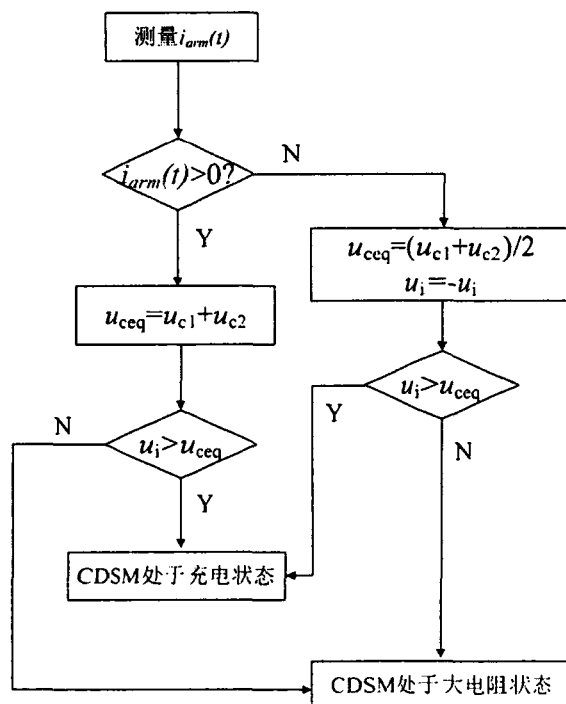 测量i_arm(t)
i_arm(t)>0?
N
Y
u_ceq=(u_c1+u_c2)/2
u_i=-u_i
u_ceq=u_c1+u_c2
u_i>u_ceq
Y
N
N
u_i>u_ceq
Y
CDSM处于充电状态
CDSM处于大电阻状态